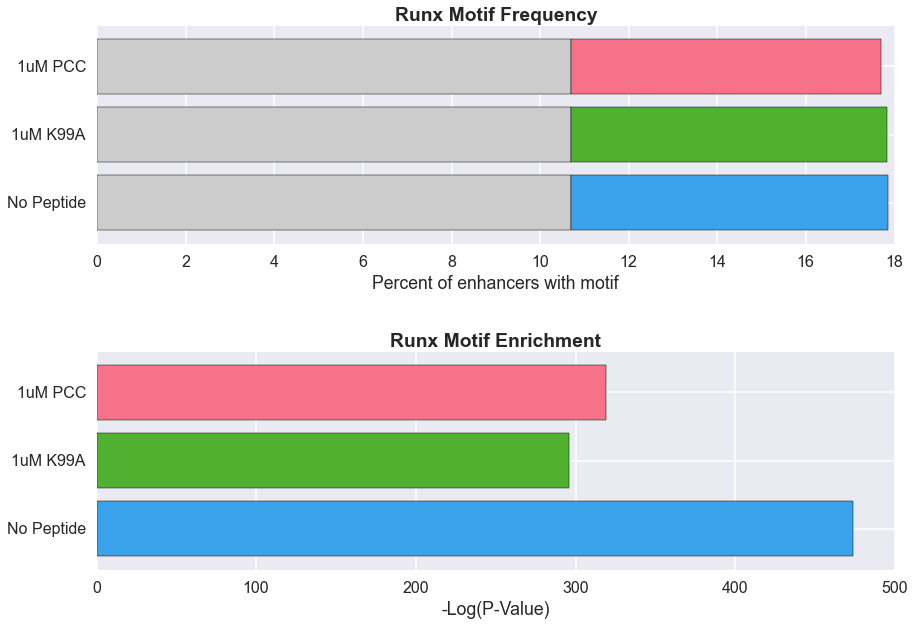 Runx Motif Frequency
1uM PCC
1uM K99A
No Peptide
0 2 4 6 8 10 12 14 16 18
Percent of enhancers with motif
Runx Motif Enrichment
1uM PCC
1uM K99A
No Peptide
0 100 200 300 400 500
-Log(P-Value)